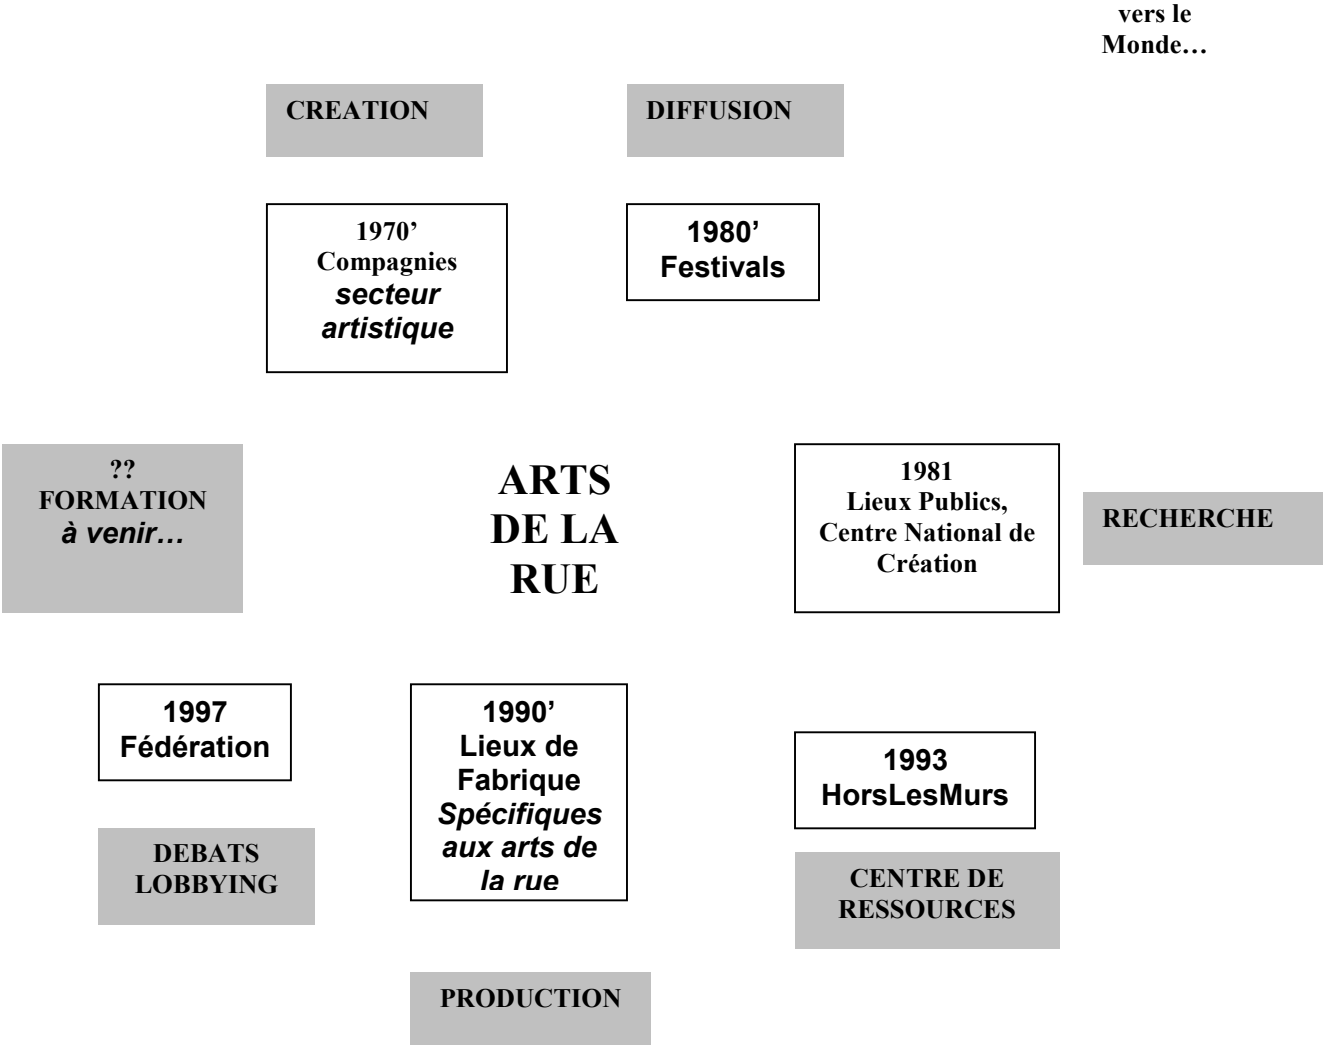 vers le
Monde…
CREATION
DIFFUSION
1970’
Compagnies
secteur
artistique
1980’
Festivals
??
FORMATION
à venir…
ARTS
DE LA
RUE
1981
Lieux Publics,
Centre National de
Création
RECHERCHE
1997
Fédération
1990’
Lieux de
Fabrique
Spécifiques
aux arts de
la rue
1993
HorsLesMurs
DEBATS
LOBBYING
CENTRE DE
RESSOURCES
PRODUCTION